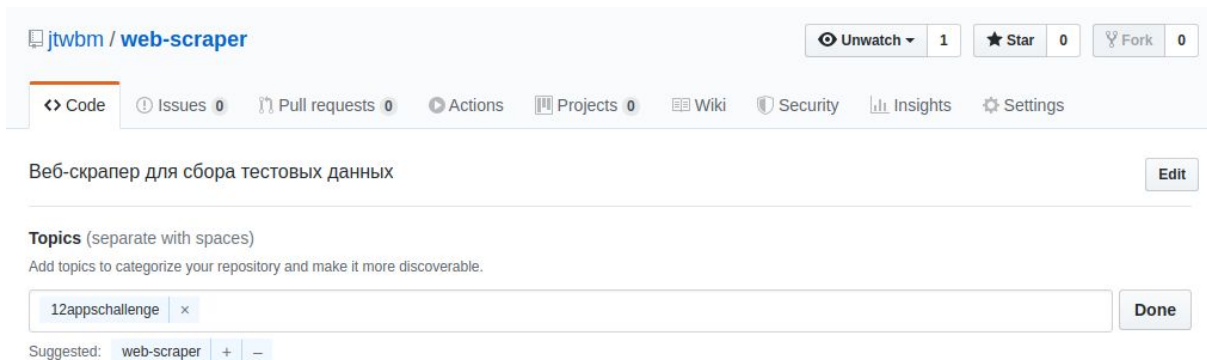 jtwbm / web-scraper
Unwatch 1 Star 0 Fork 0
Code Issues 0 Pull requests 0 Actions Projects 0 Wiki Security Insights Settings
Веб-скрапер для сбора тестовых данных
Edit
Topics (separate with spaces)
Add topics to categorize your repository and make it more discoverable.
12appschallenge ×
Done
Suggested: web-scraper + –